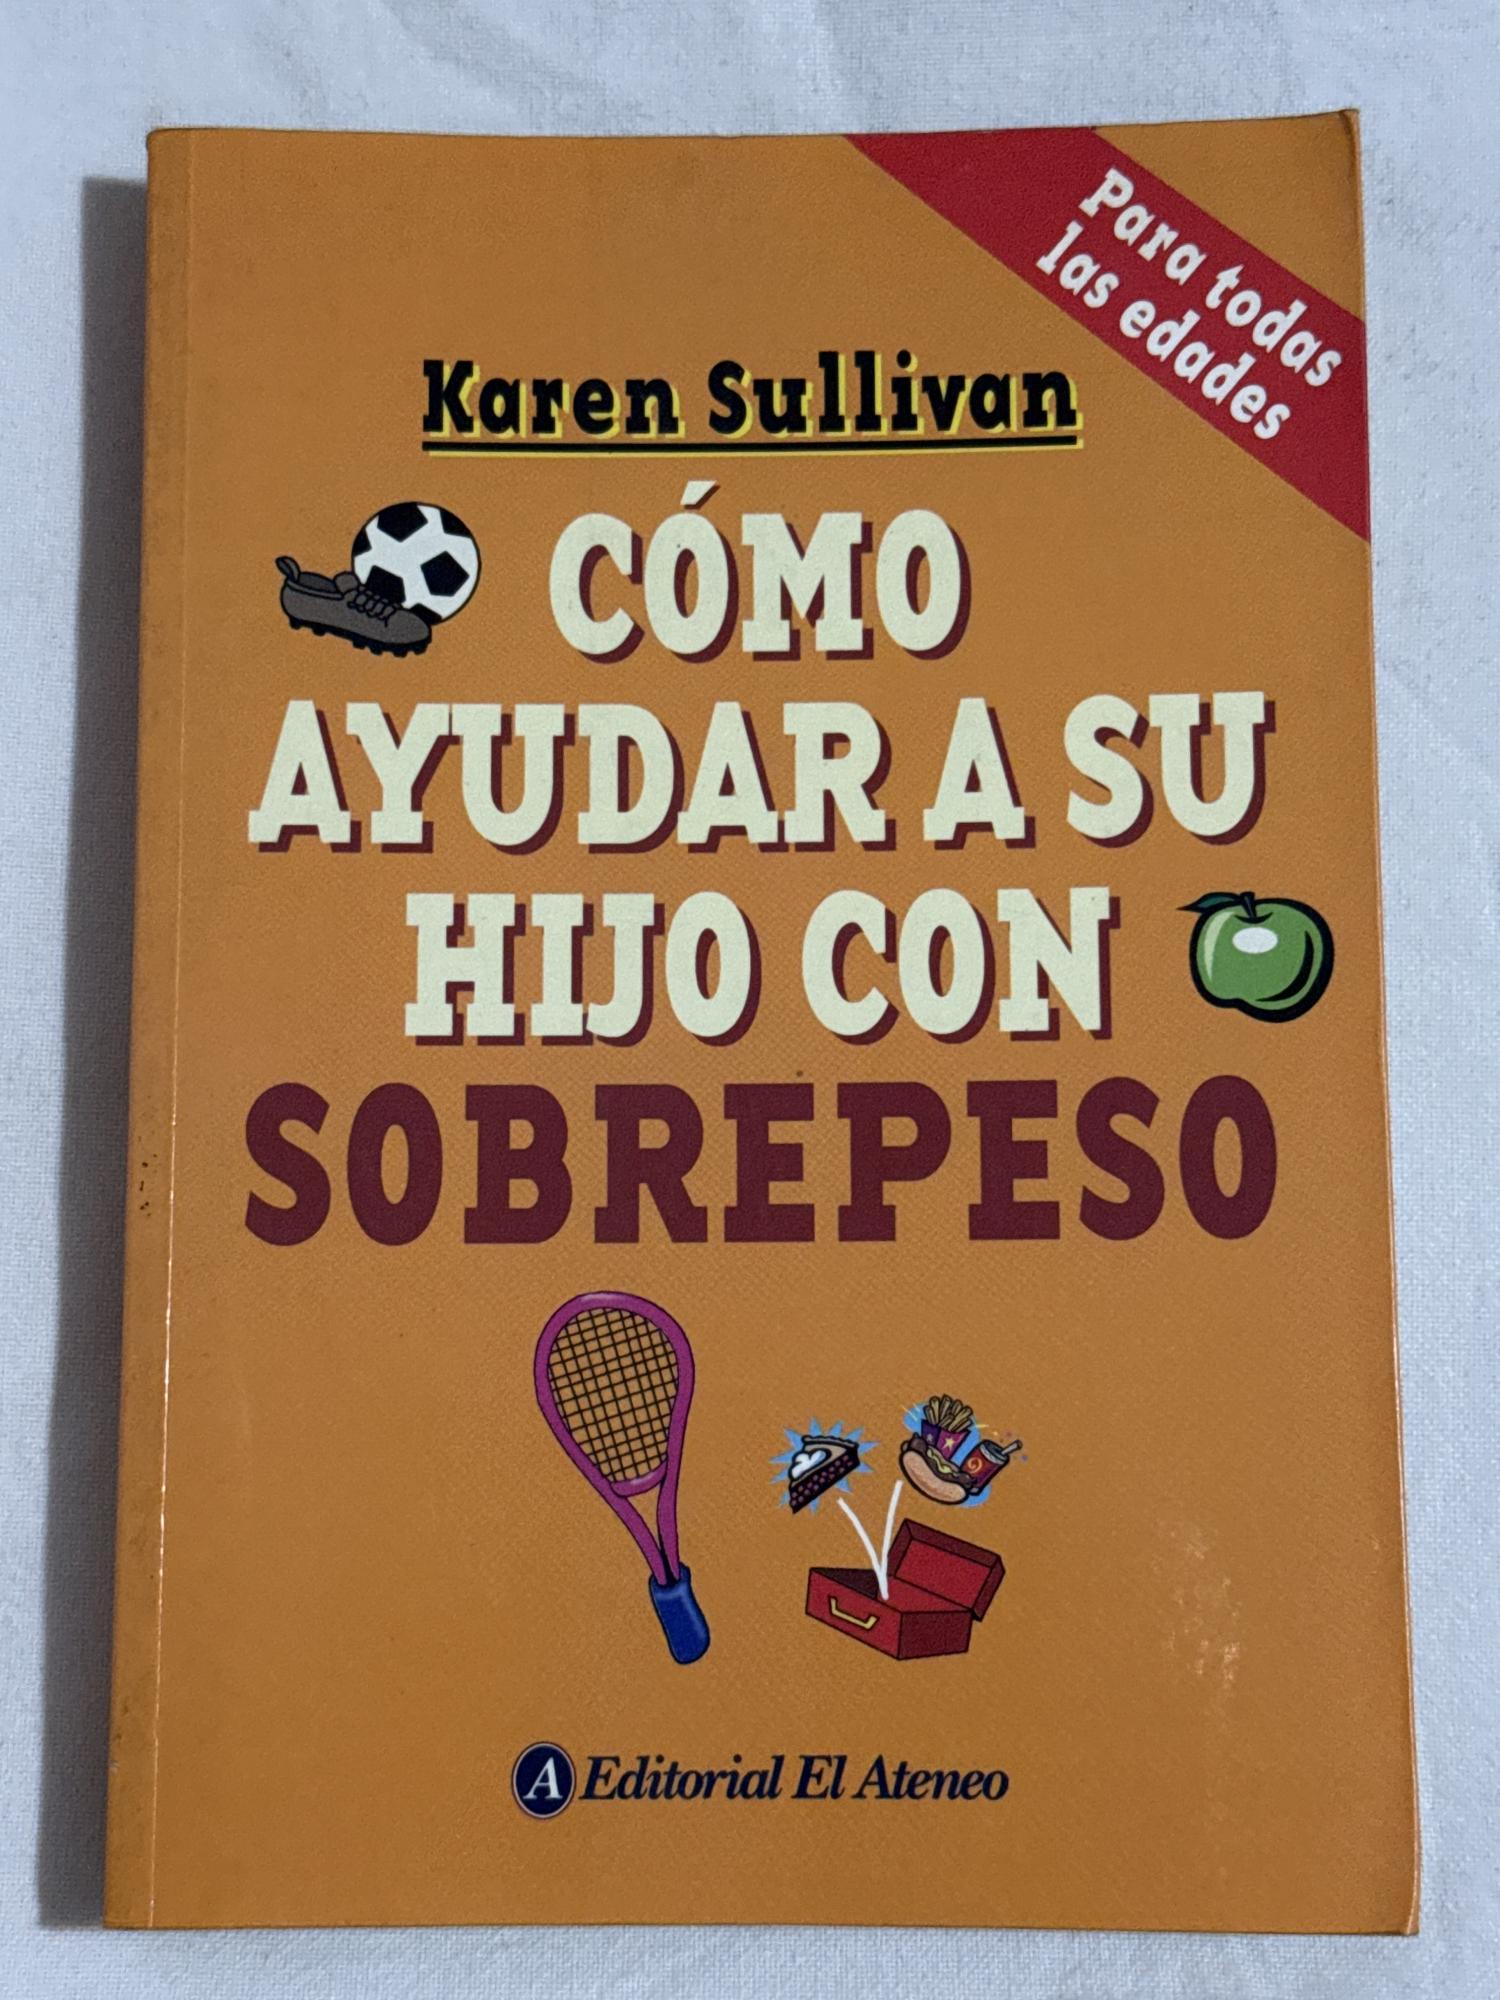 Para todas
las edades
Karen Sullivan
CÓMO
AYUDAR A SU
HIJO CON
SOBREPESO
A Editorial El Ateneo